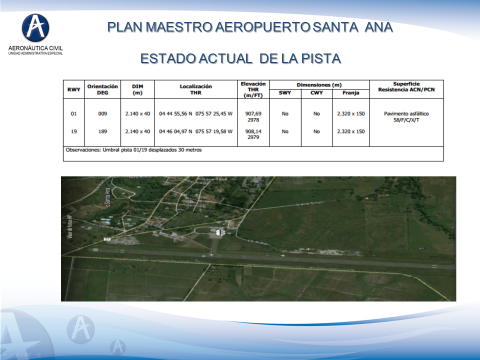 PLAN MAESTRO AEROPUERTO SANTA ANA
AERONÁUTICA CIVIL
UNIDAD ADMINISTRATIVA ESPECIAL
ESTADO ACTUAL DE LA PISTA
RWY Orientación DEG DIM (m) Localización THR Elevación THR (m/FT) Dimensiones (m) SWY CWY Franja Superficie Resistencia ACN/PCN
01 009 2.140 x 40 04 44 55,56 N 075 57 25,45 W 907,69 2978 No No 2.320 x 150 Pavimento asfáltico 58/F/C/X/T
19 189 2.140 x 40 04 46 04,97 N 075 57 19,58 W 908,14 2979 No No 2.320 x 150
Observaciones: Umbral pista 01/19 desplazados 30 metros